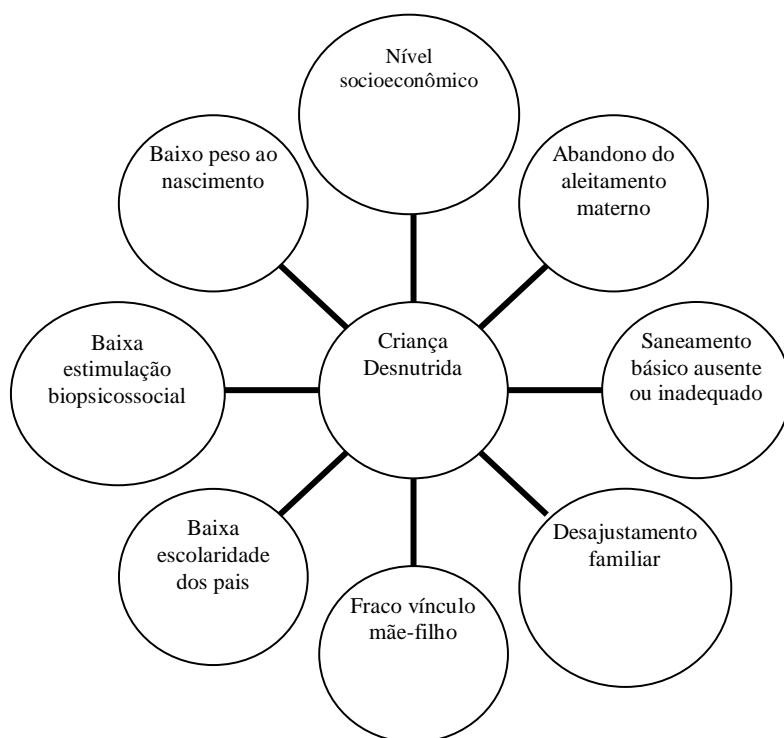 Nível
socioeconômico
Baixo peso ao
nascimento
Abandono do
aleitamento
materno
Baixa
estimulação
biopsicossocial
Criança
Desnutrida
Saneamento
básico ausente
ou inadequado
Baixa
escolaridade
dos pais
Fraco vínculo
mãe-filho
Desajustamento
familiar